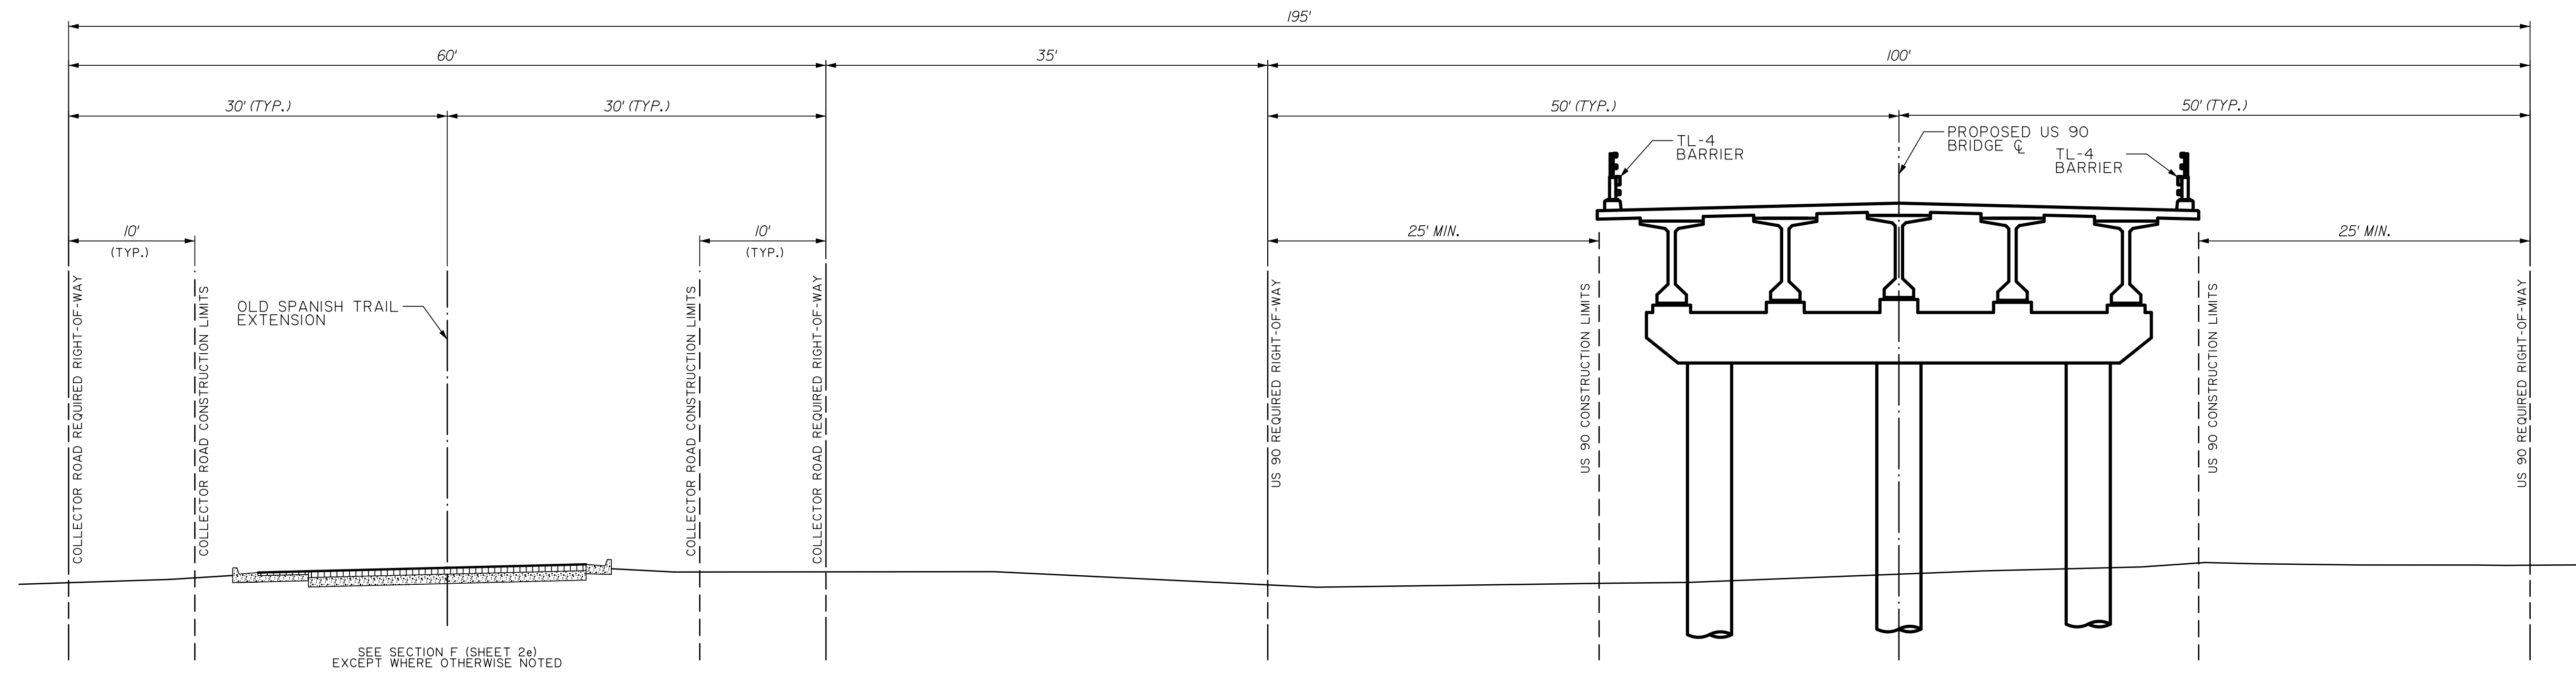 195'
60'
35'
100'
30' (TYP.)
30' (TYP.)
50' (TYP.)
50' (TYP.)
TL-4
BARRIER
PROPOSED US 90
BRIDGE ℄
TL-4
BARRIER
10'
(TYP.)
10'
(TYP.)
25' MIN.
25' MIN.
COLLECTOR ROAD REQUIRED RIGHT-OF-WAY
COLLECTOR ROAD CONSTRUCTION LIMITS
OLD SPANISH TRAIL
EXTENSION
COLLECTOR ROAD CONSTRUCTION LIMITS
COLLECTOR ROAD REQUIRED RIGHT-OF-WAY
US 90 REQUIRED RIGHT-OF-WAY
US 90 CONSTRUCTION LIMITS
US 90 CONSTRUCTION LIMITS
US 90 REQUIRED RIGHT-OF-WAY
SEE SECTION F (SHEET 2e)
EXCEPT WHERE OTHERWISE NOTED